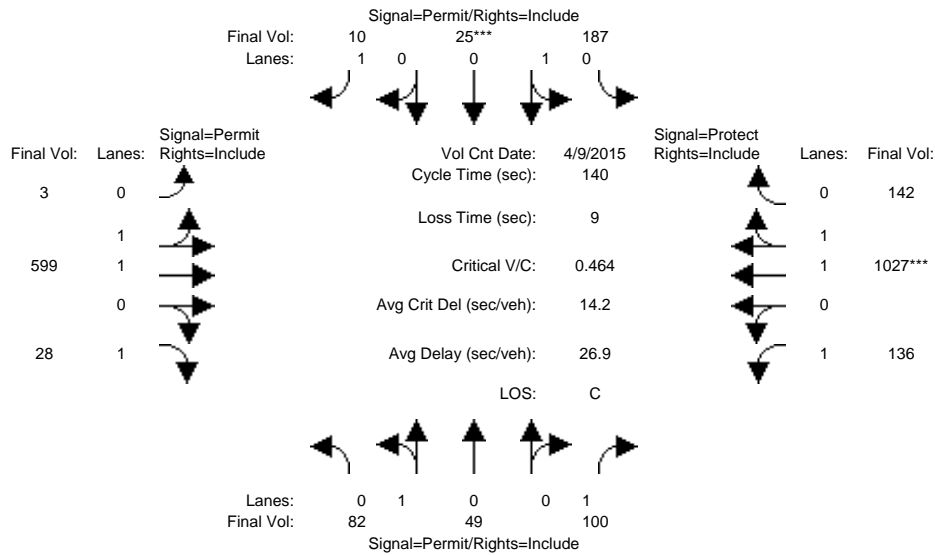 Signal=Permit/Rights=Include
Final Vol: 10 25*** 187
Lanes: 1 0 0 1 0
Signal=Permit
Final Vol: Lanes: Rights=Include
Vol Cnt Date: 4/9/2015
Signal=Protect
Rights=Include Lanes: Final Vol:
Cycle Time (sec): 140
3 0 0 142
Loss Time (sec): 9
1 1
599 1 Critical V/C: 0.464 1 1027***
0 Avg Crit Del (sec/veh): 14.2 0
28 1 Avg Delay (sec/veh): 26.9 1 136
LOS: C
Lanes: 0 1 0 0 1
Final Vol: 82 49 100
Signal=Permit/Rights=Include